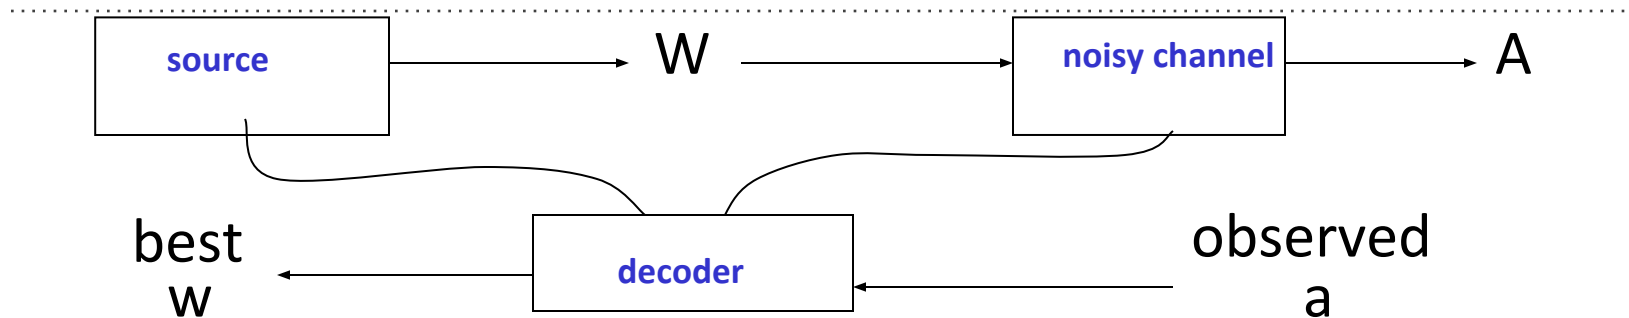 source
W
noisy channel
A
best
w
decoder
observed
a